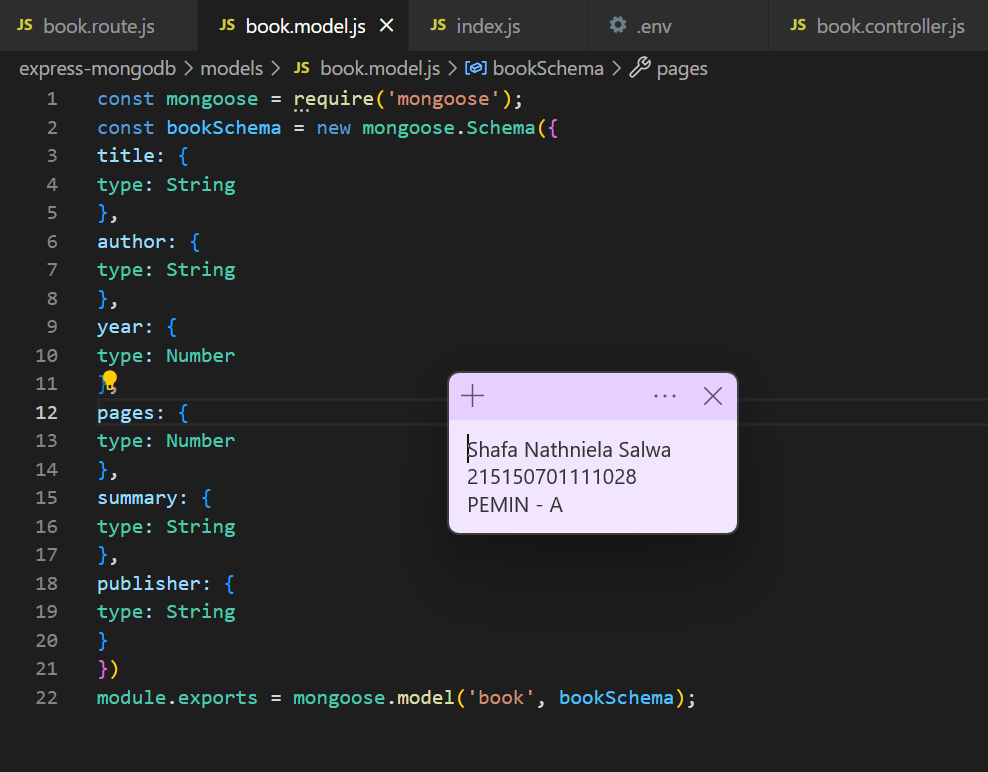 JS book.route.js JS book.model.js JS index.js .env JS book.controller.js
express-mongodb > models > JS book.model.js > bookSchema > pages
1 const mongoose = require('mongoose');
2 const bookSchema = new mongoose.Schema({
3 title: {
4 type: String
5 },
6 author: {
7 type: String
8 },
9 year: {
10 type: Number
11 },
12 pages: {
13 type: Number
14 },
15 summary: {
16 type: String
17 },
18 publisher: {
19 type: String
20 }
21 })
22 module.exports = mongoose.model('book', bookSchema);
Shafa Nathniela Salwa
215150701111028
PEMIN - A